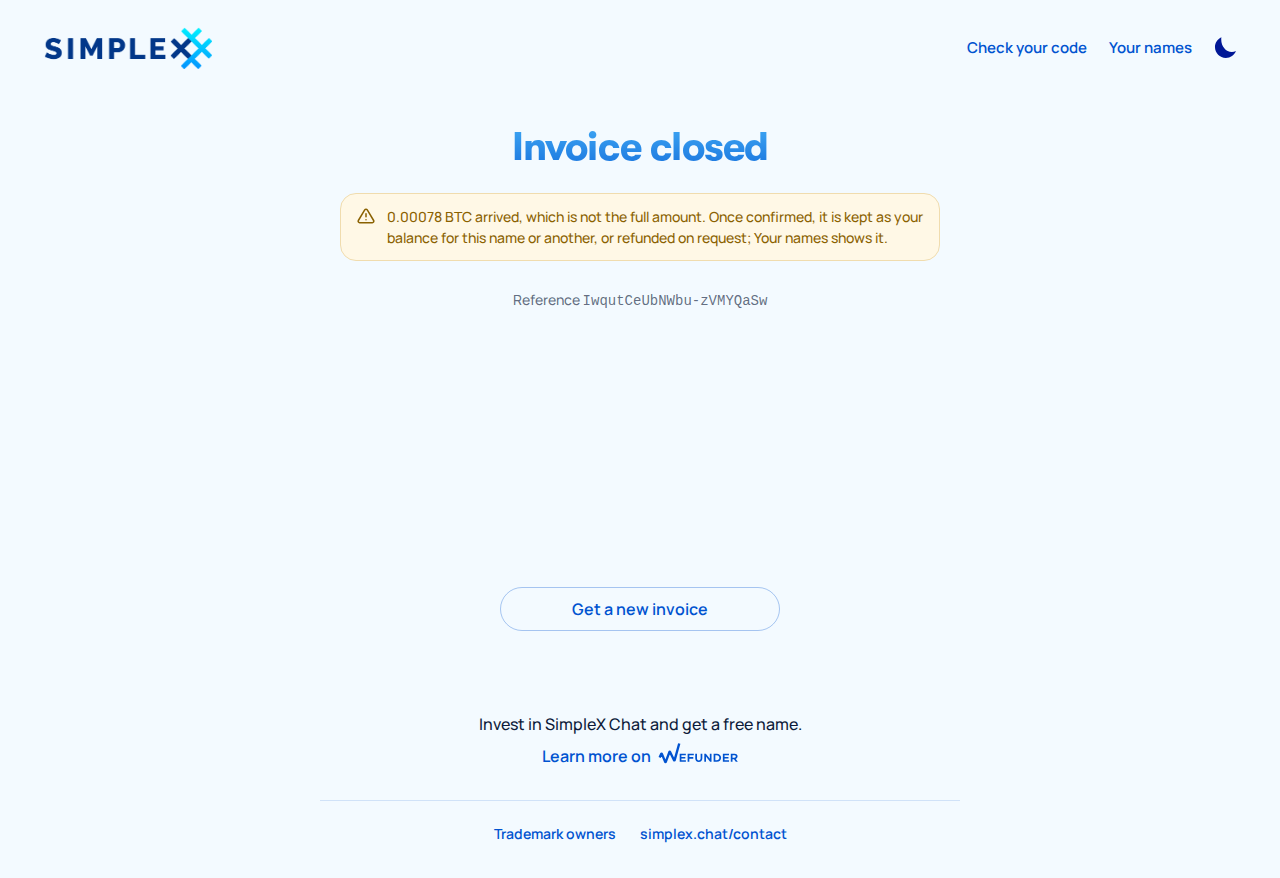 SIMPLEX
Check your code
Your names
Invoice closed
0.00078 BTC arrived, which is not the full amount. Once confirmed, it is kept as your
balance for this name or another, or refunded on request; Your names shows it.
Reference IwqutCeUbNWbu-zVMYQaSw
Get a new invoice
Invest in SimpleX Chat and get a free name.
Learn more on WEFUNDER
Trademark owners
simplex.chat/contact